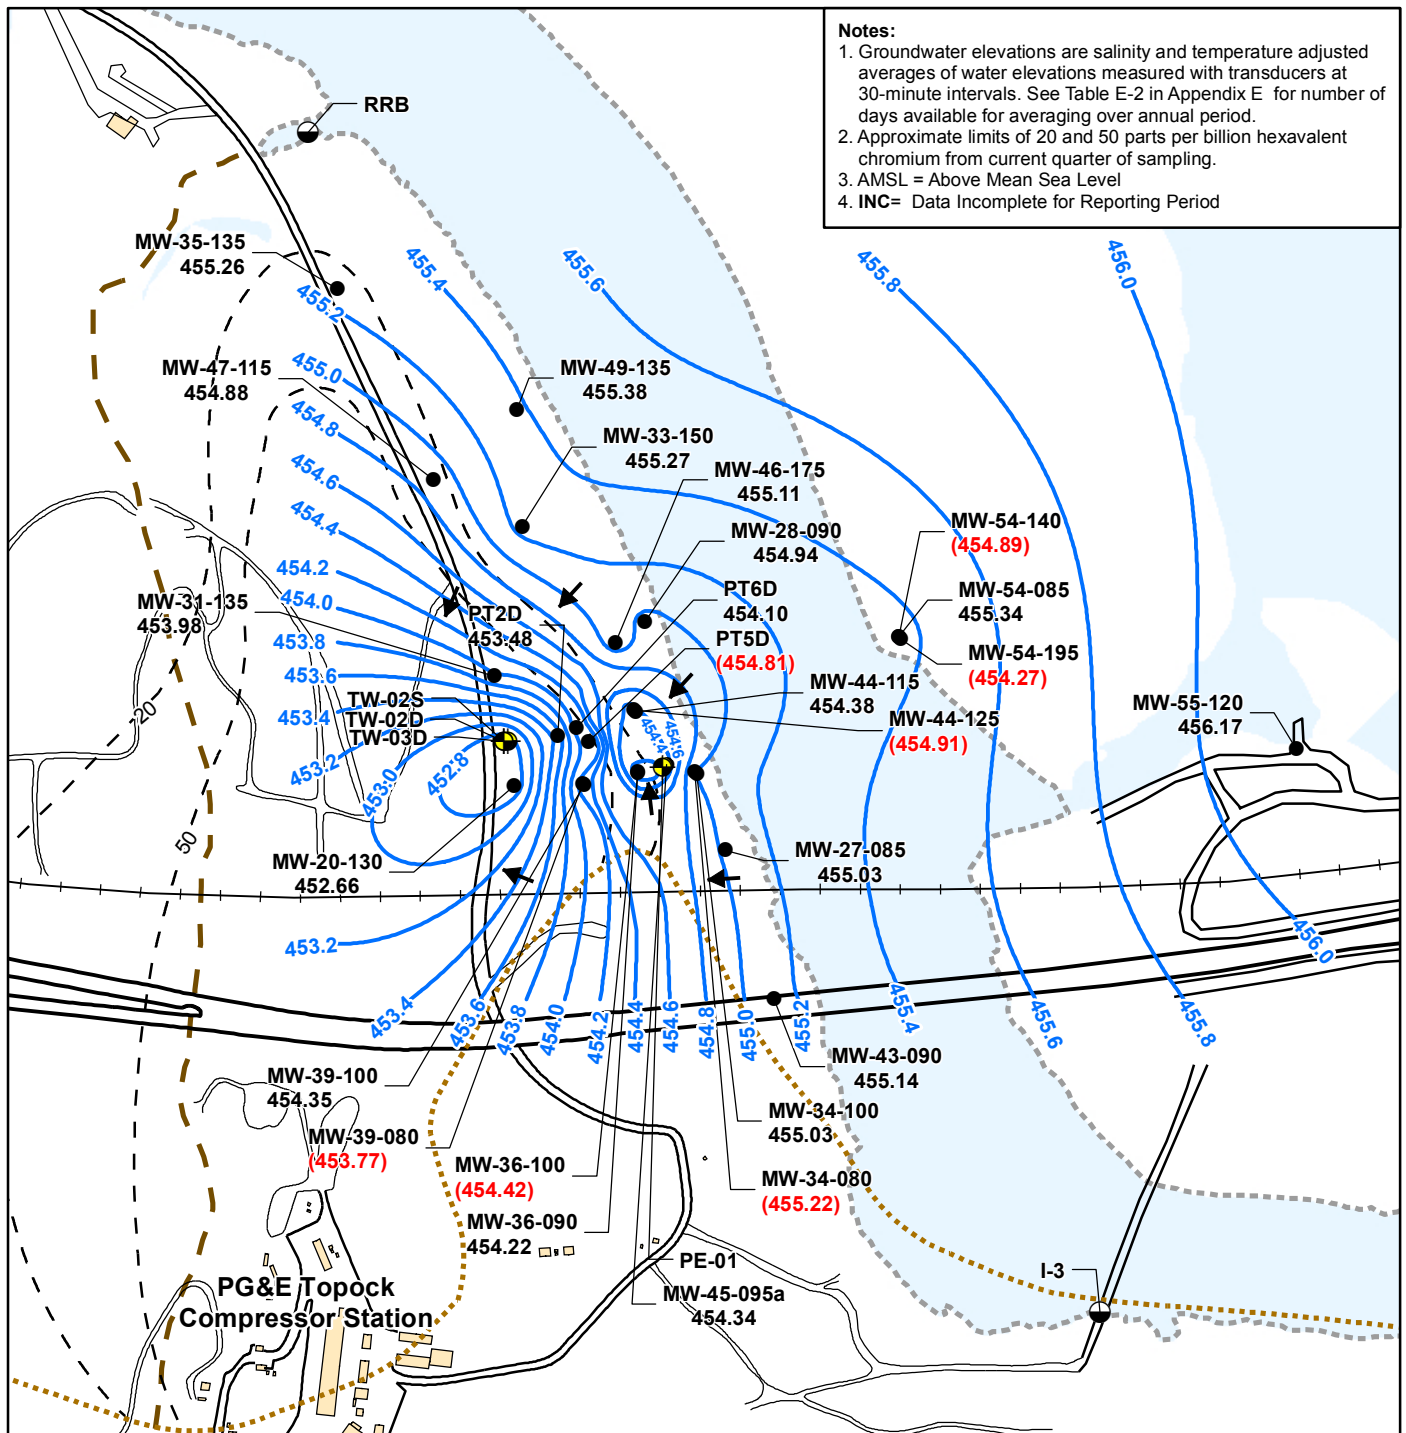 Notes:
1. Groundwater elevations are salinity and temperature adjusted
averages of water elevations measured with transducers at
30-minute intervals. See Table E-2 in Appendix E for number of
days available for averaging over annual period.
2. Approximate limits of 20 and 50 parts per billion hexavalent
chromium from current quarter of sampling.
3. AMSL = Above Mean Sea Level
4. INC= Data Incomplete for Reporting Period
RRB
MW-35-135
455.26
455.4
455.6
455.8
456.0
455.2
MW-47-115
454.88
455.0
MW-49-135
455.38
454.8
MW-33-150
455.27
454.6
MW-46-175
455.11
454.4
MW-28-090
454.94
MW-54-140
(454.89)
454.2
PT6D
454.10
MW-54-085
455.34
MW-31-135
453.98
454.0
PT2D
453.48
453.8
PT5D
(454.81)
MW-54-195
(454.27)
453.6
MW-44-115
454.38
MW-55-120
456.17
TW-02S
TW-02D
TW-03D
453.4
20
MW-44-125
(454.91)
454.4
454.6
453.2
453.0
452.8
50
MW-20-130
452.66
MW-27-085
455.03
453.2
456.0
453.4
453.6
453.8
454.0
454.2
454.4
454.6
454.8
455.0
455.2
455.4
455.6
455.8
MW-43-090
455.14
MW-39-100
454.35
MW-34-100
455.03
MW-39-080
(453.77)
MW-36-100
(454.42)
MW-34-080
(455.22)
MW-36-090
454.22
PE-01
I-3
MW-45-095a
454.34
PG&E Topock
Compressor Station